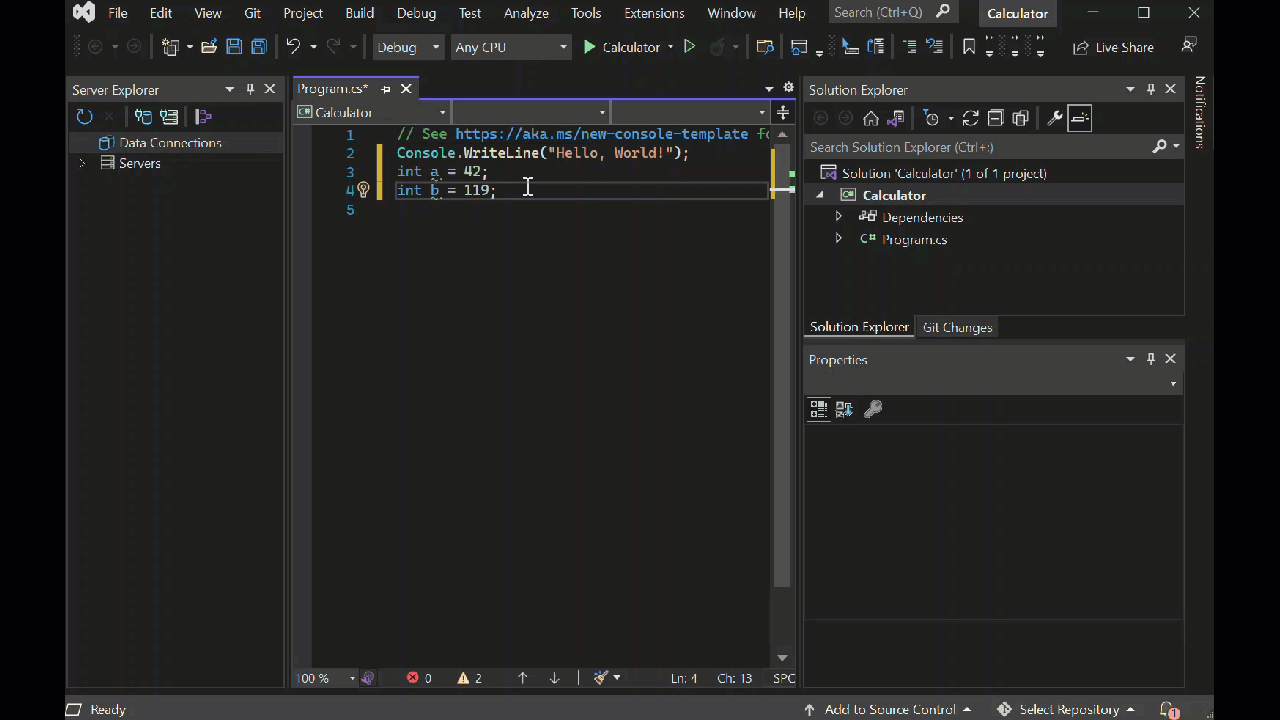 File Edit View Git Project Build Debug Test Analyze Tools Extensions Window Help Search (Ctrl+Q) Calculator
Debug Any CPU Calculator Live Share
Server Explorer
Data Connections
Servers
Program.cs*
Calculator
1 // See https://aka.ms/new-console-template fo
2 Console.WriteLine("Hello, World!");
3 int a = 42;
4 int b = 119;
5
100 % 0 2 Ln: 4 Ch: 13 SPC
Solution Explorer
Search Solution Explorer (Ctrl+;)
Solution 'Calculator' (1 of 1 project)
Calculator
Dependencies
C# Program.cs
Solution Explorer Git Changes
Properties
Notifications
Ready Add to Source Control Select Repository 1